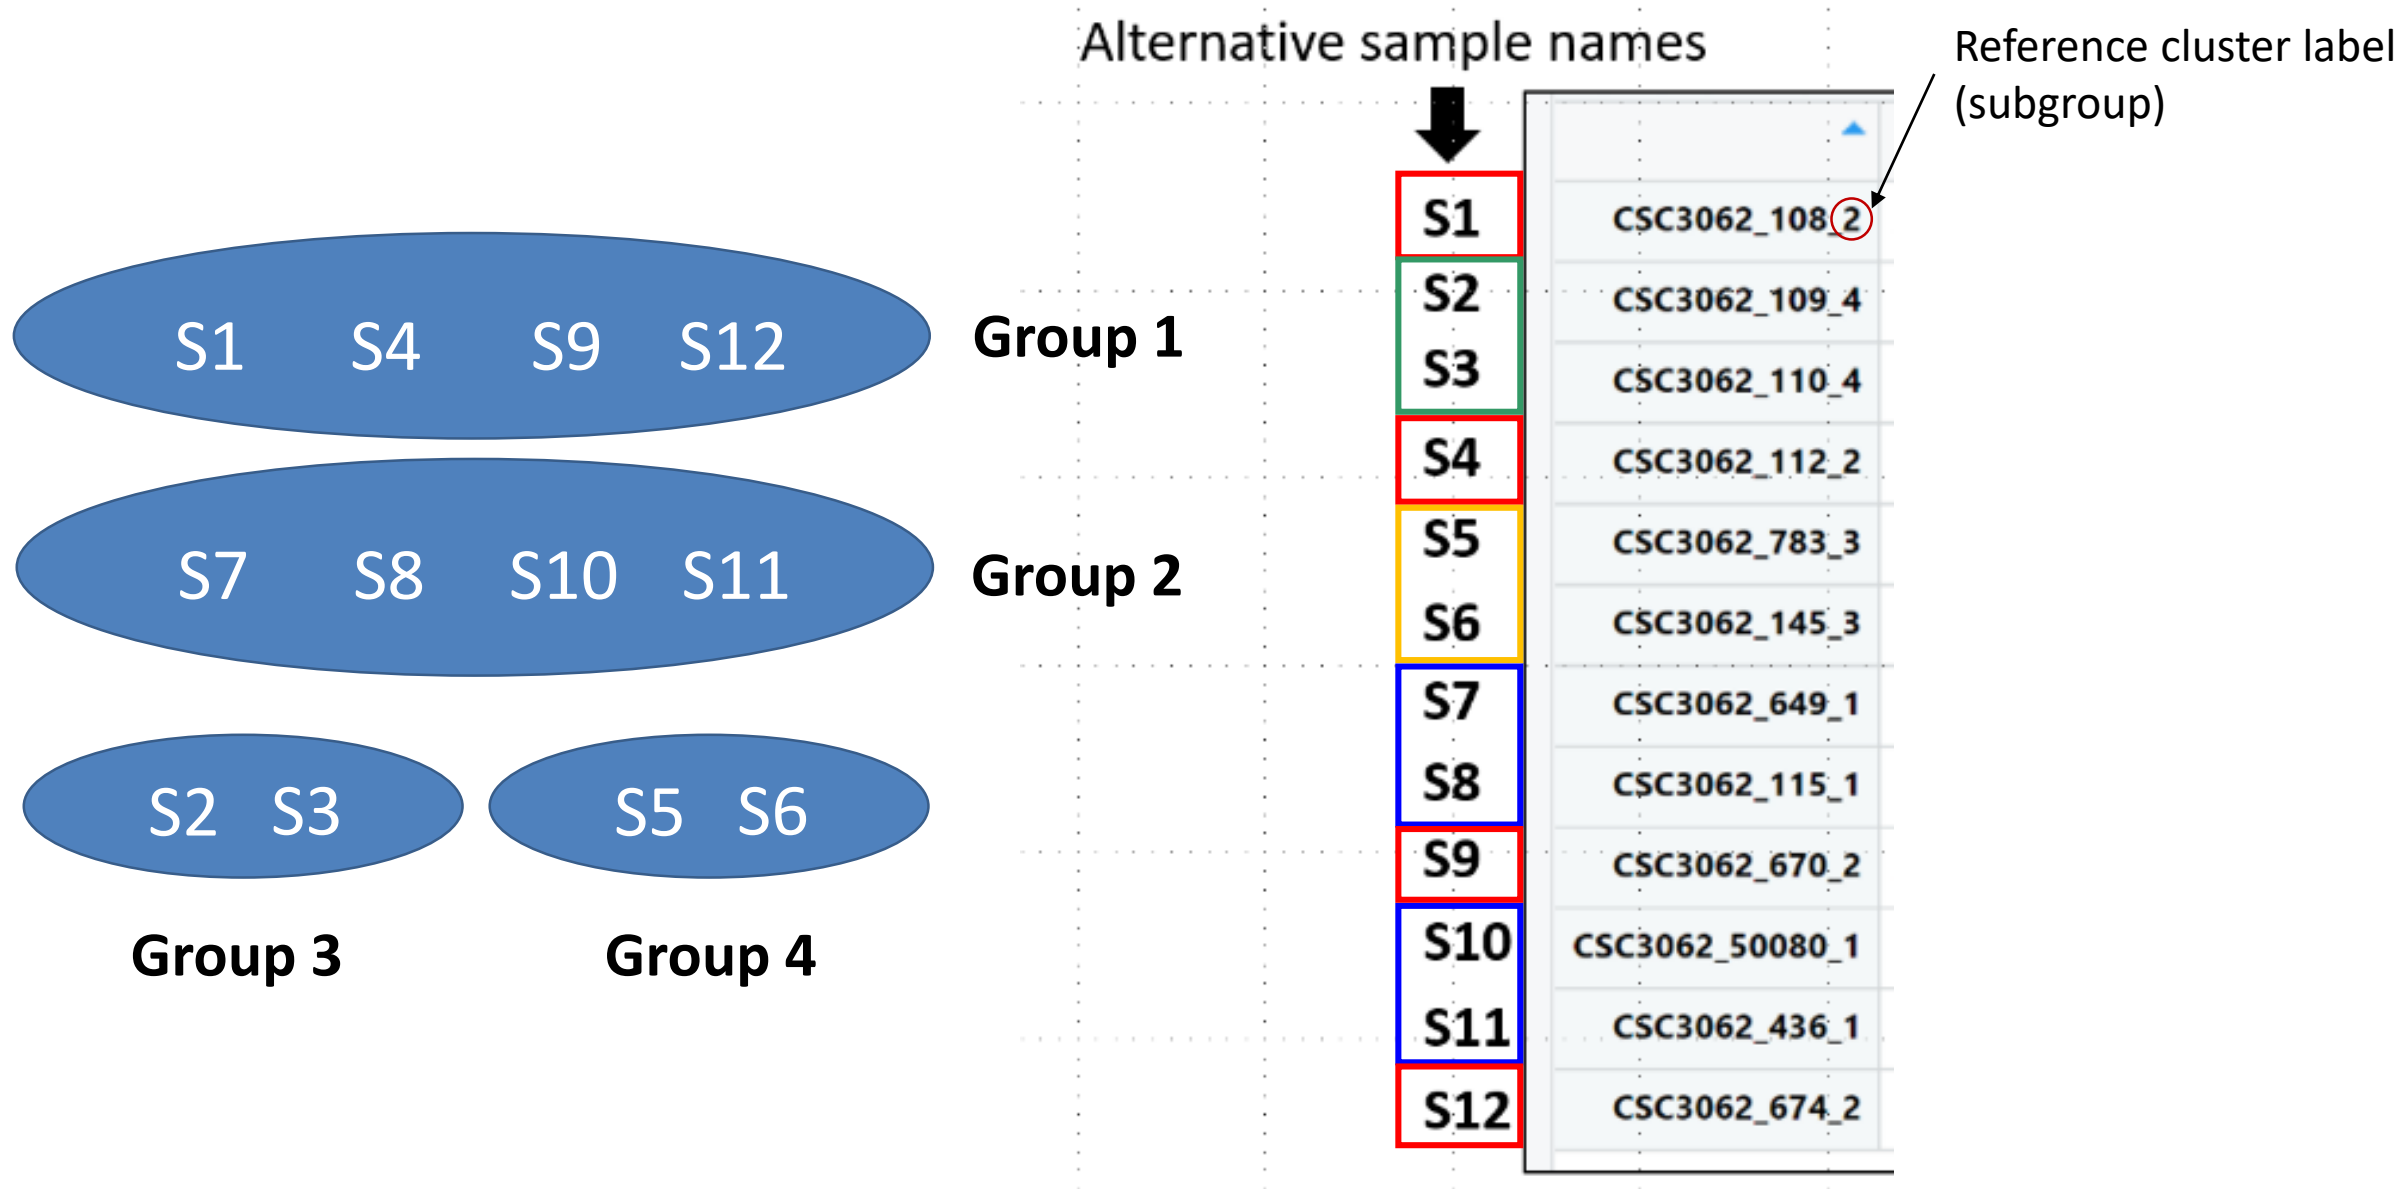 Alternative sample names
Reference cluster label
(subgroup)
S1 S4 S9 S12
Group 1
S7 S8 S10 S11
Group 2
S2 S3
S5 S6
Group 3
Group 4
S1 CSC3062_108_2
S2 CSC3062_109_4
S3 CSC3062_110_4
S4 CSC3062_112_2
S5 CSC3062_783_3
S6 CSC3062_145_3
S7 CSC3062_649_1
S8 CSC3062_115_1
S9 CSC3062_670_2
S10 CSC3062_50080_1
S11 CSC3062_436_1
S12 CSC3062_674_2